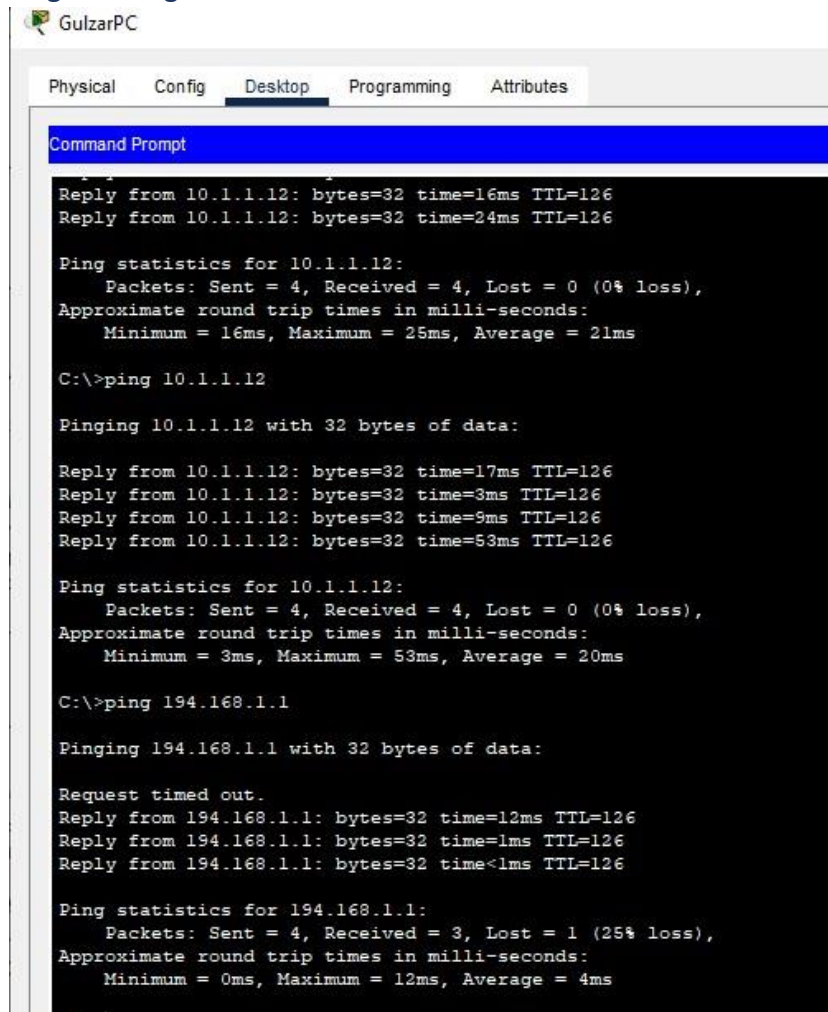 GulzarPC
Physical Config Desktop Programming Attributes
Command Prompt
Reply from 10.1.1.12: bytes=32 time=16ms TTL=126
Reply from 10.1.1.12: bytes=32 time=24ms TTL=126
Ping statistics for 10.1.1.12:
Packets: Sent = 4, Received = 4, Lost = 0 (0% loss),
Approximate round trip times in milli-seconds:
Minimum = 16ms, Maximum = 25ms, Average = 21ms
C:\>ping 10.1.1.12
Pinging 10.1.1.12 with 32 bytes of data:
Reply from 10.1.1.12: bytes=32 time=17ms TTL=126
Reply from 10.1.1.12: bytes=32 time=3ms TTL=126
Reply from 10.1.1.12: bytes=32 time=9ms TTL=126
Reply from 10.1.1.12: bytes=32 time=53ms TTL=126
Ping statistics for 10.1.1.12:
Packets: Sent = 4, Received = 4, Lost = 0 (0% loss),
Approximate round trip times in milli-seconds:
Minimum = 3ms, Maximum = 53ms, Average = 20ms
C:\>ping 194.168.1.1
Pinging 194.168.1.1 with 32 bytes of data:
Request timed out.
Reply from 194.168.1.1: bytes=32 time=12ms TTL=126
Reply from 194.168.1.1: bytes=32 time=1ms TTL=126
Reply from 194.168.1.1: bytes=32 time<1ms TTL=126
Ping statistics for 194.168.1.1:
Packets: Sent = 4, Received = 3, Lost = 1 (25% loss),
Approximate round trip times in milli-seconds:
Minimum = 0ms, Maximum = 12ms, Average = 4ms